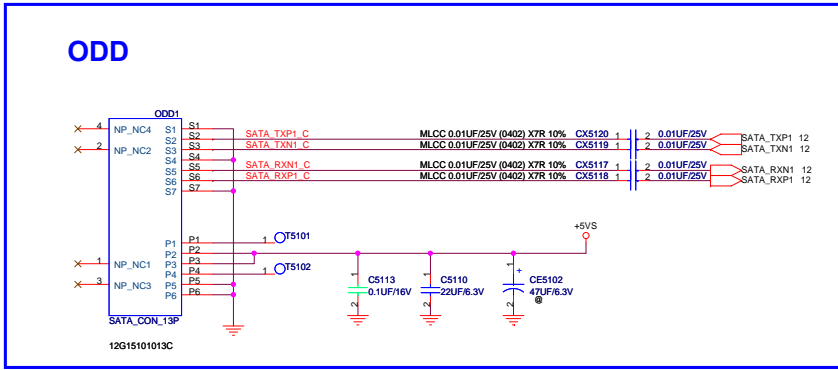 ODD
ODD1
4 NP_NC4 S1 S1
S2 S2 SATA_TXP1_C MLCC 0.01UF/25V (0402) X7R 10% CX5120 1 2 0.01UF/25V SATA_TXP1 12
2 NP_NC2 S3 S3 SATA_TXN1_C MLCC 0.01UF/25V (0402) X7R 10% CX5119 1 2 0.01UF/25V SATA_TXN1 12
S4 S4
S5 S5 SATA_RXN1_C MLCC 0.01UF/25V (0402) X7R 10% CX5117 1 2 0.01UF/25V SATA_RXN1 12
S6 S6 SATA_RXP1_C MLCC 0.01UF/25V (0402) X7R 10% CX5118 1 2 0.01UF/25V SATA_RXP1 12
S7 S7
+5VS
P1 P1 1 T5101
P2 P2
1 NP_NC1 P3 P3
P4 P4 1 T5102
3 NP_NC3 P5 P5
P6 P6
1 1 1 +
C5113 C5110 CE5102
0.1UF/16V 22UF/6.3V 47UF/6.3V
2 2 2 @
SATA_CON_13P
12G15101013C